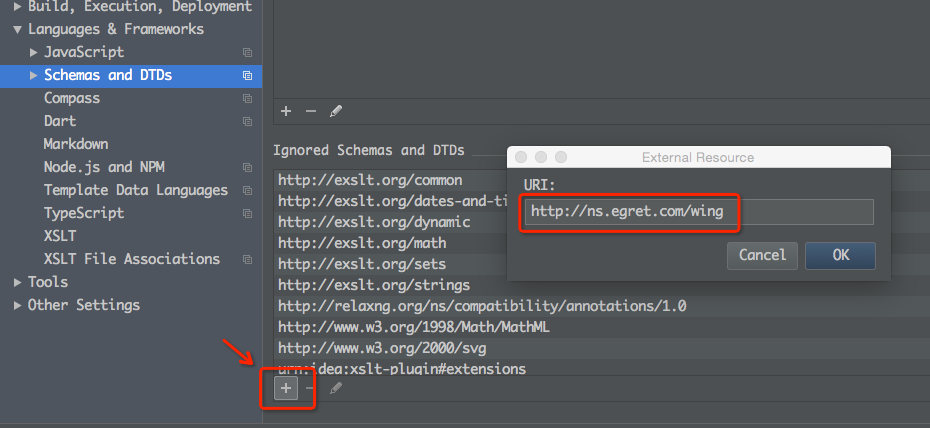 Build, Execution, Deployment
Languages & Frameworks
JavaScript
Schemas and DTDs
Compass
Dart
Markdown
Node.js and NPM
Template Data Languages
TypeScript
XSLT
XSLT File Associations
Tools
Other Settings
Ignored Schemas and DTDs
http://exslt.org/common
http://exslt.org/dates-and-ti
http://exslt.org/dynamic
http://exslt.org/math
http://exslt.org/sets
http://exslt.org/strings
http://relaxng.org/ns/compatibility/annotations/1.0
http://www.w3.org/1998/Math/MathML
http://www.w3.org/2000/svg
urn:idea:xslt-plugin#extensions
External Resource
URI:
http://ns.egret.com/wing
Cancel
OK